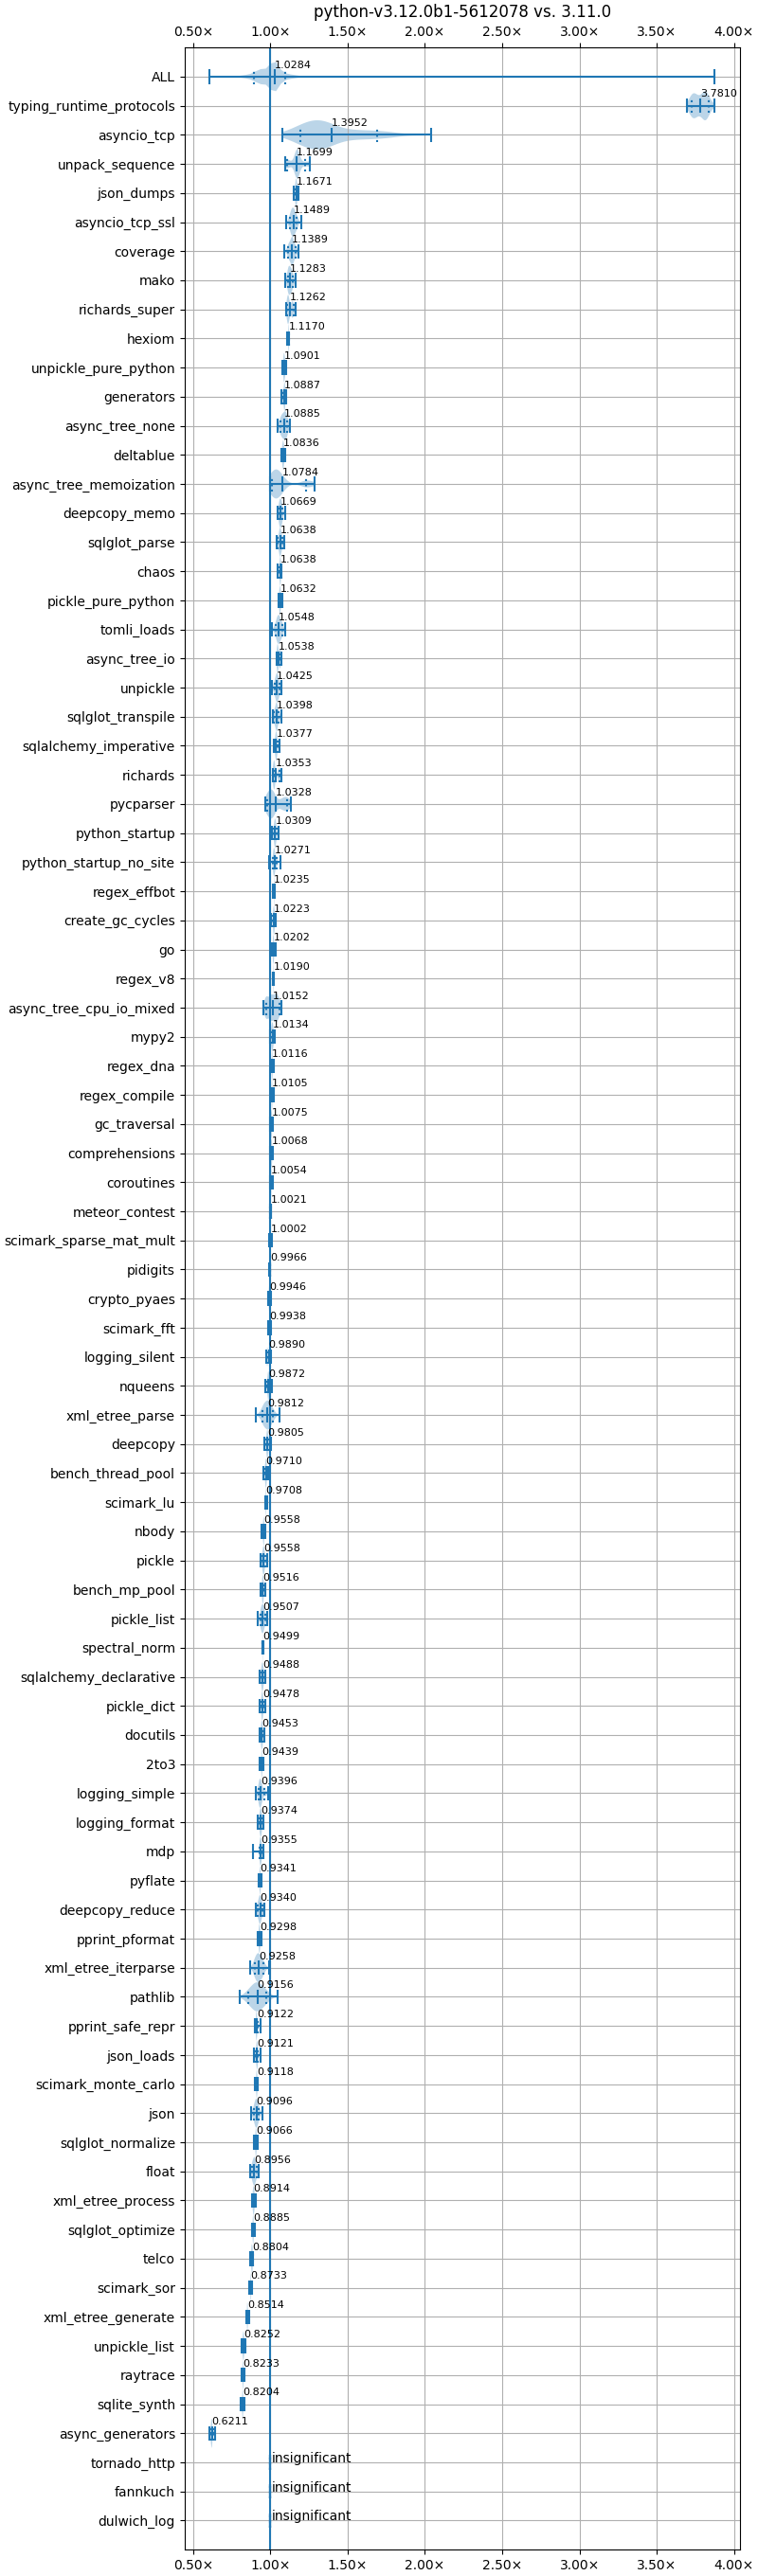 python-v3.12.0b1-5612078 vs. 3.11.0
0.50× 1.00× 1.50× 2.00× 2.50× 3.00× 3.50× 4.00×
ALL 1.0284
typing_runtime_protocols 3.7810
asyncio_tcp 1.3952
unpack_sequence 1.1699
json_dumps 1.1671
asyncio_tcp_ssl 1.1489
coverage 1.1389
mako 1.1283
richards_super 1.1262
hexiom 1.1170
unpickle_pure_python 1.0901
generators 1.0887
async_tree_none 1.0885
deltablue 1.0836
async_tree_memoization 1.0784
deepcopy_memo 1.0669
sqlglot_parse 1.0638
chaos 1.0638
pickle_pure_python 1.0632
tomli_loads 1.0548
async_tree_io 1.0538
unpickle 1.0425
sqlglot_transpile 1.0398
sqlalchemy_imperative 1.0377
richards 1.0353
pycparser 1.0328
python_startup 1.0309
python_startup_no_site 1.0271
regex_effbot 1.0235
create_gc_cycles 1.0223
go 1.0202
regex_v8 1.0190
async_tree_cpu_io_mixed 1.0152
mypy2 1.0134
regex_dna 1.0116
regex_compile 1.0105
gc_traversal 1.0075
comprehensions 1.0068
coroutines 1.0054
meteor_contest 1.0021
scimark_sparse_mat_mult 1.0002
pidigits 0.9966
crypto_pyaes 0.9946
scimark_fft 0.9938
logging_silent 0.9890
nqueens 0.9872
xml_etree_parse 0.9812
deepcopy 0.9805
bench_thread_pool 0.9710
scimark_lu 0.9708
nbody 0.9558
pickle 0.9558
bench_mp_pool 0.9516
pickle_list 0.9507
spectral_norm 0.9499
sqlalchemy_declarative 0.9488
pickle_dict 0.9478
docutils 0.9453
2to3 0.9439
logging_simple 0.9396
logging_format 0.9374
mdp 0.9355
pyflate 0.9341
deepcopy_reduce 0.9340
pprint_pformat 0.9298
xml_etree_iterparse 0.9258
pathlib 0.9156
pprint_safe_repr 0.9122
json_loads 0.9121
scimark_monte_carlo 0.9118
json 0.9096
sqlglot_normalize 0.9066
float 0.8956
xml_etree_process 0.8914
sqlglot_optimize 0.8885
telco 0.8804
scimark_sor 0.8733
xml_etree_generate 0.8514
unpickle_list 0.8252
raytrace 0.8233
sqlite_synth 0.8204
async_generators 0.6211
tornado_http insignificant
fannkuch insignificant
dulwich_log insignificant
0.50× 1.00× 1.50× 2.00× 2.50× 3.00× 3.50× 4.00×